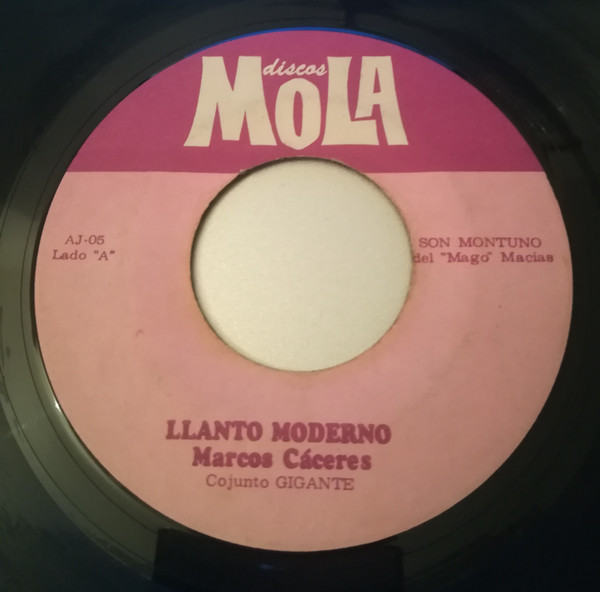 discos
MOLA
AJ-05
Lado "A"
SON MONTUNO
del "Mago" Macias
LLANTO MODERNO
Marcos Cáceres
Cojunto GIGANTE